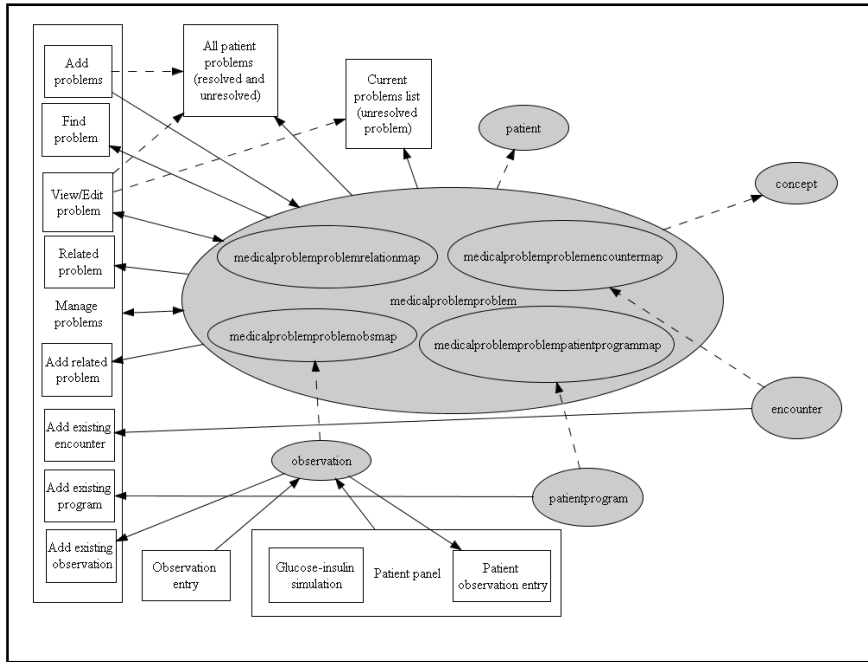 Add
problems
Find
problem
View/Edit
problem
Related
problem
Manage
problems
Add related
problem
Add existing
encounter
Add existing
program
Add existing
observation
All patient
problems
(resolved and
unresolved)
Current
problems list
(unresolved
problem)
patient
concept
medicalproblemproblemrelationmap
medicalproblemproblemencountermap
medicalproblemproblem
medicalproblemproblemobsmap
medicalproblemproblempatientprogrammap
encounter
observation
patientprogram
Observation
entry
Glucose-insulin
simulation
Patient panel
Patient
observation entry